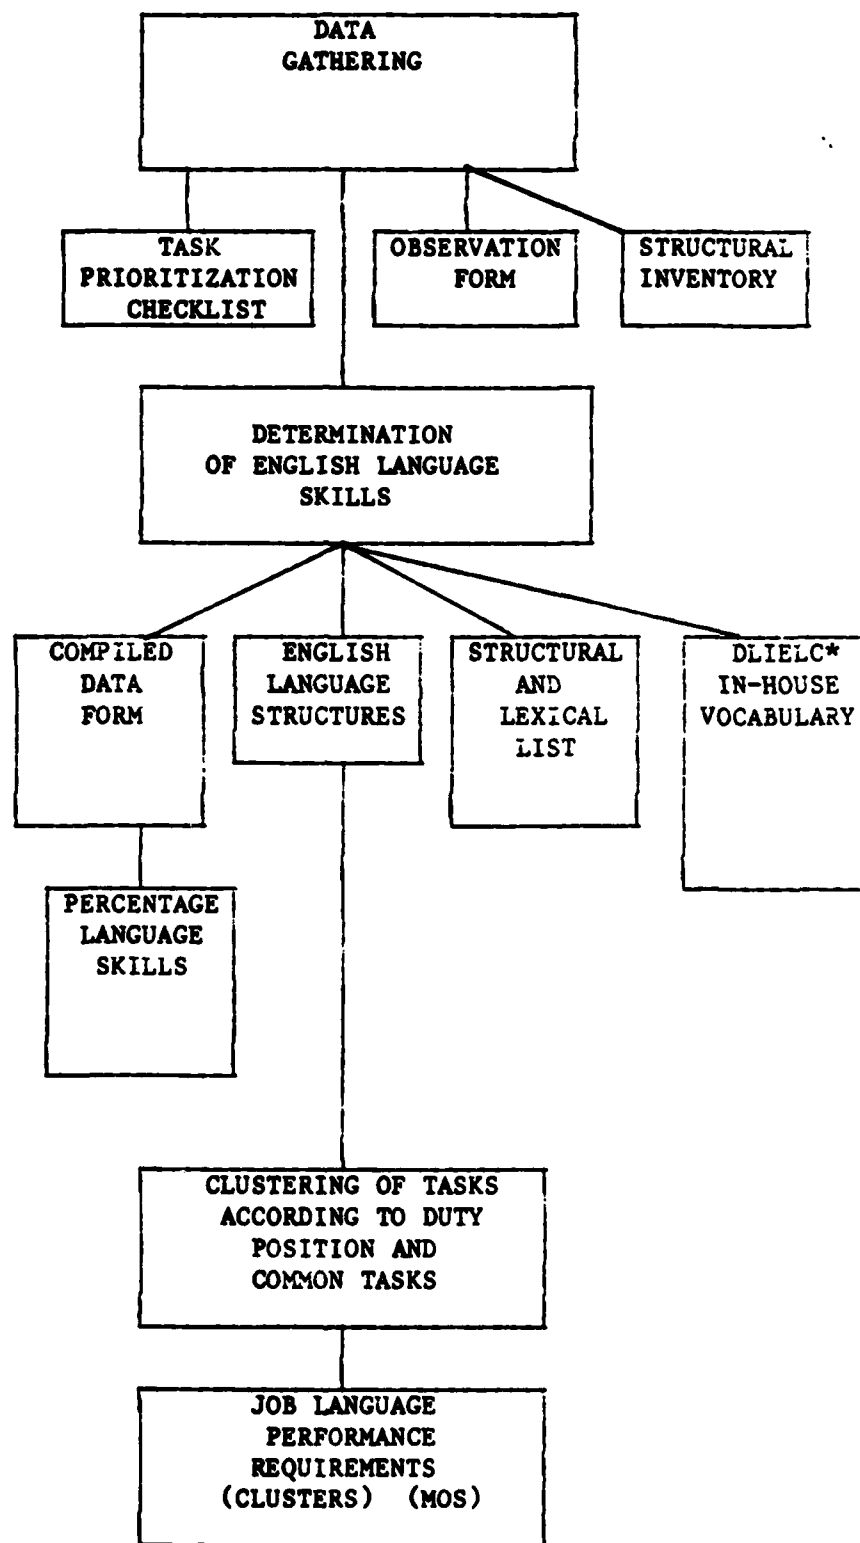 DATA
GATHERING
TASK
PRIORITIZATION
CHECKLIST
OBSERVATION
FORM
STRUCTURAL
INVENTORY
DETERMINATION
OF ENGLISH LANGUAGE
SKILLS
COMPILED
DATA
FORM
ENGLISH
LANGUAGE
STRUCTURES
STRUCTURAL
AND
LEXICAL
LIST
DLIELC*
IN-HOUSE
VOCABULARY
PERCENTAGE
LANGUAGE
SKILLS
CLUSTERING OF TASKS
ACCORDING TO DUTY
POSITION AND
COMMON TASKS
JOB LANGUAGE
PERFORMANCE
REQUIREMENTS
(CLUSTERS) (MOS)